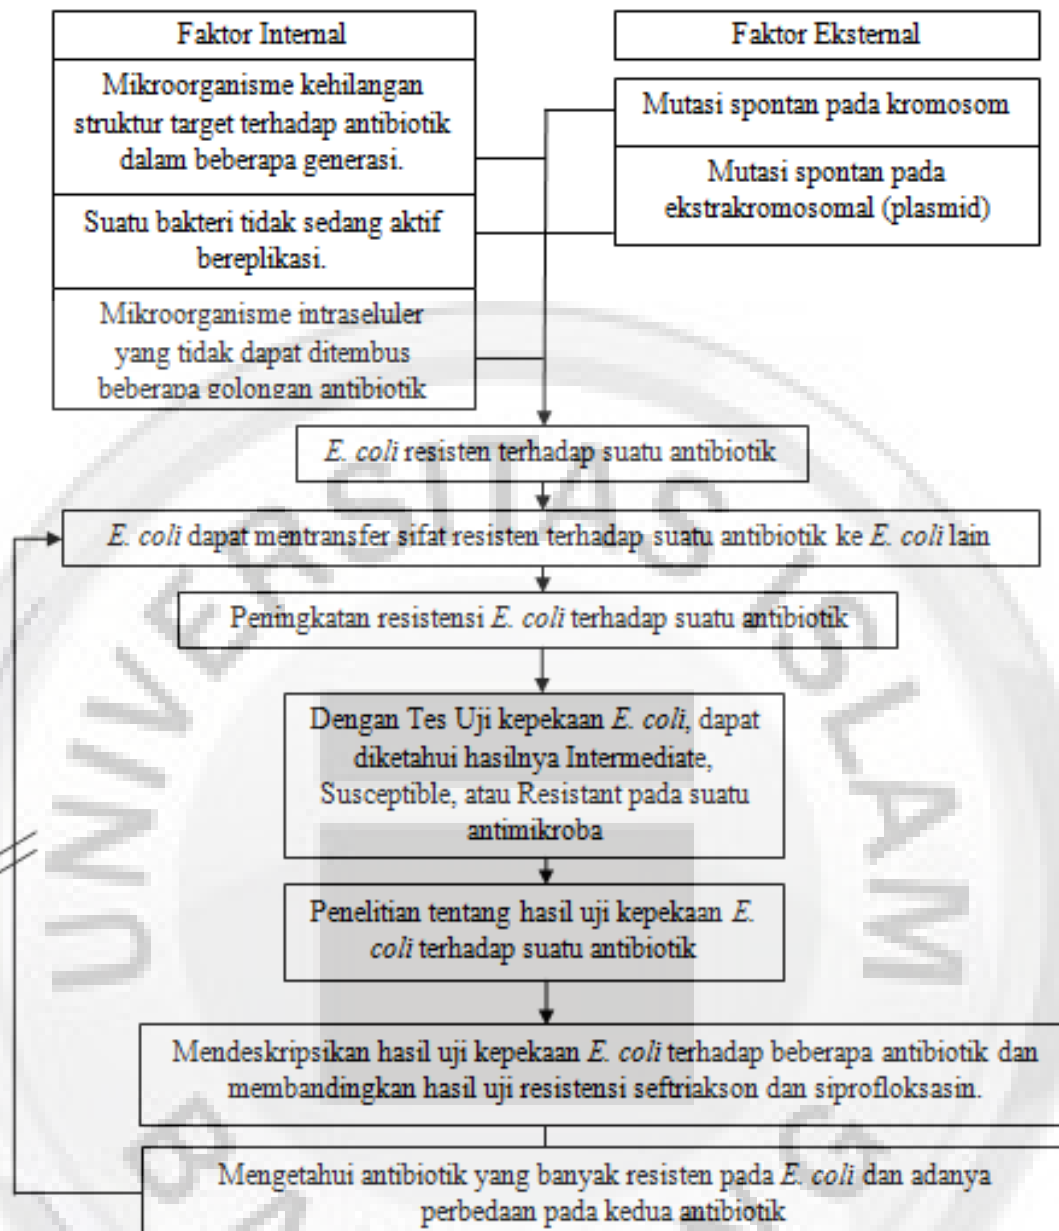 Faktor Internal
Mikroorganisme kehilangan
struktur target terhadap antibiotik
dalam beberapa generasi.
Suatu bakteri tidak sedang aktif
bereplikasi.
Mikroorganisme intraseluler
yang tidak dapat ditembus
beberapa golongan antibiotik
Faktor Eksternal
Mutasi spontan pada kromosom
Mutasi spontan pada
ekstrakromosomal (plasmid)
E. coli resisten terhadap suatu antibiotik
E. coli dapat mentransfer sifat resisten terhadap suatu antibiotik ke E. coli lain
Peningkatan resistensi E. coli terhadap suatu antibiotik
Dengan Tes Uji kepekaan E. coli, dapat
diketahui hasilnya Intermediate,
Susceptible, atau Resistant pada suatu
antimikroba
Penelitian tentang hasil uji kepekaan E.
coli terhadap suatu antibiotik
Mendeskripsikan hasil uji kepekaan E. coli terhadap beberapa antibiotik dan
membandingkan hasil uji resistensi seftriakson dan siprofloksasin.
Mengetahui antibiotik yang banyak resisten pada E. coli dan adanya
perbedaan pada kedua antibiotik
UNIVERSITAS ISLAM